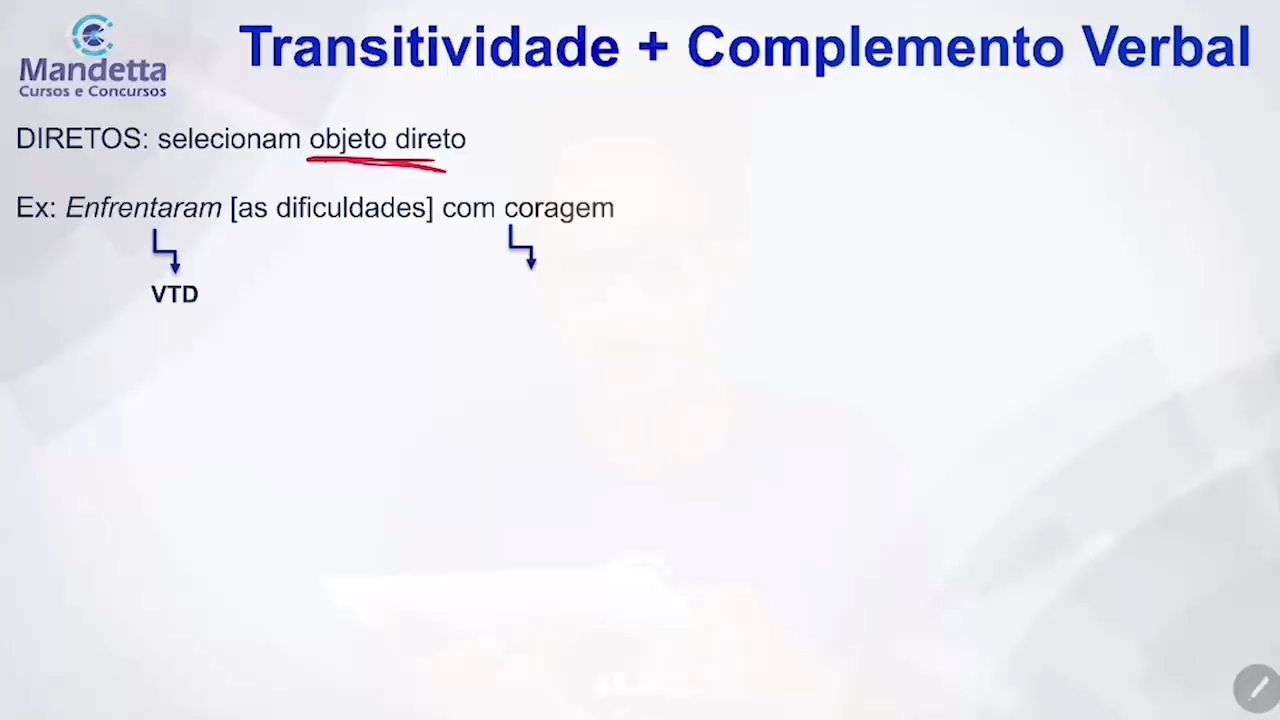 Mandetta
Cursos e Concursos
Transitividade + Complemento Verbal
DIRETOS: selecionam objeto direto
Ex: Enfrentaram [as dificuldades] com coragem
VTD